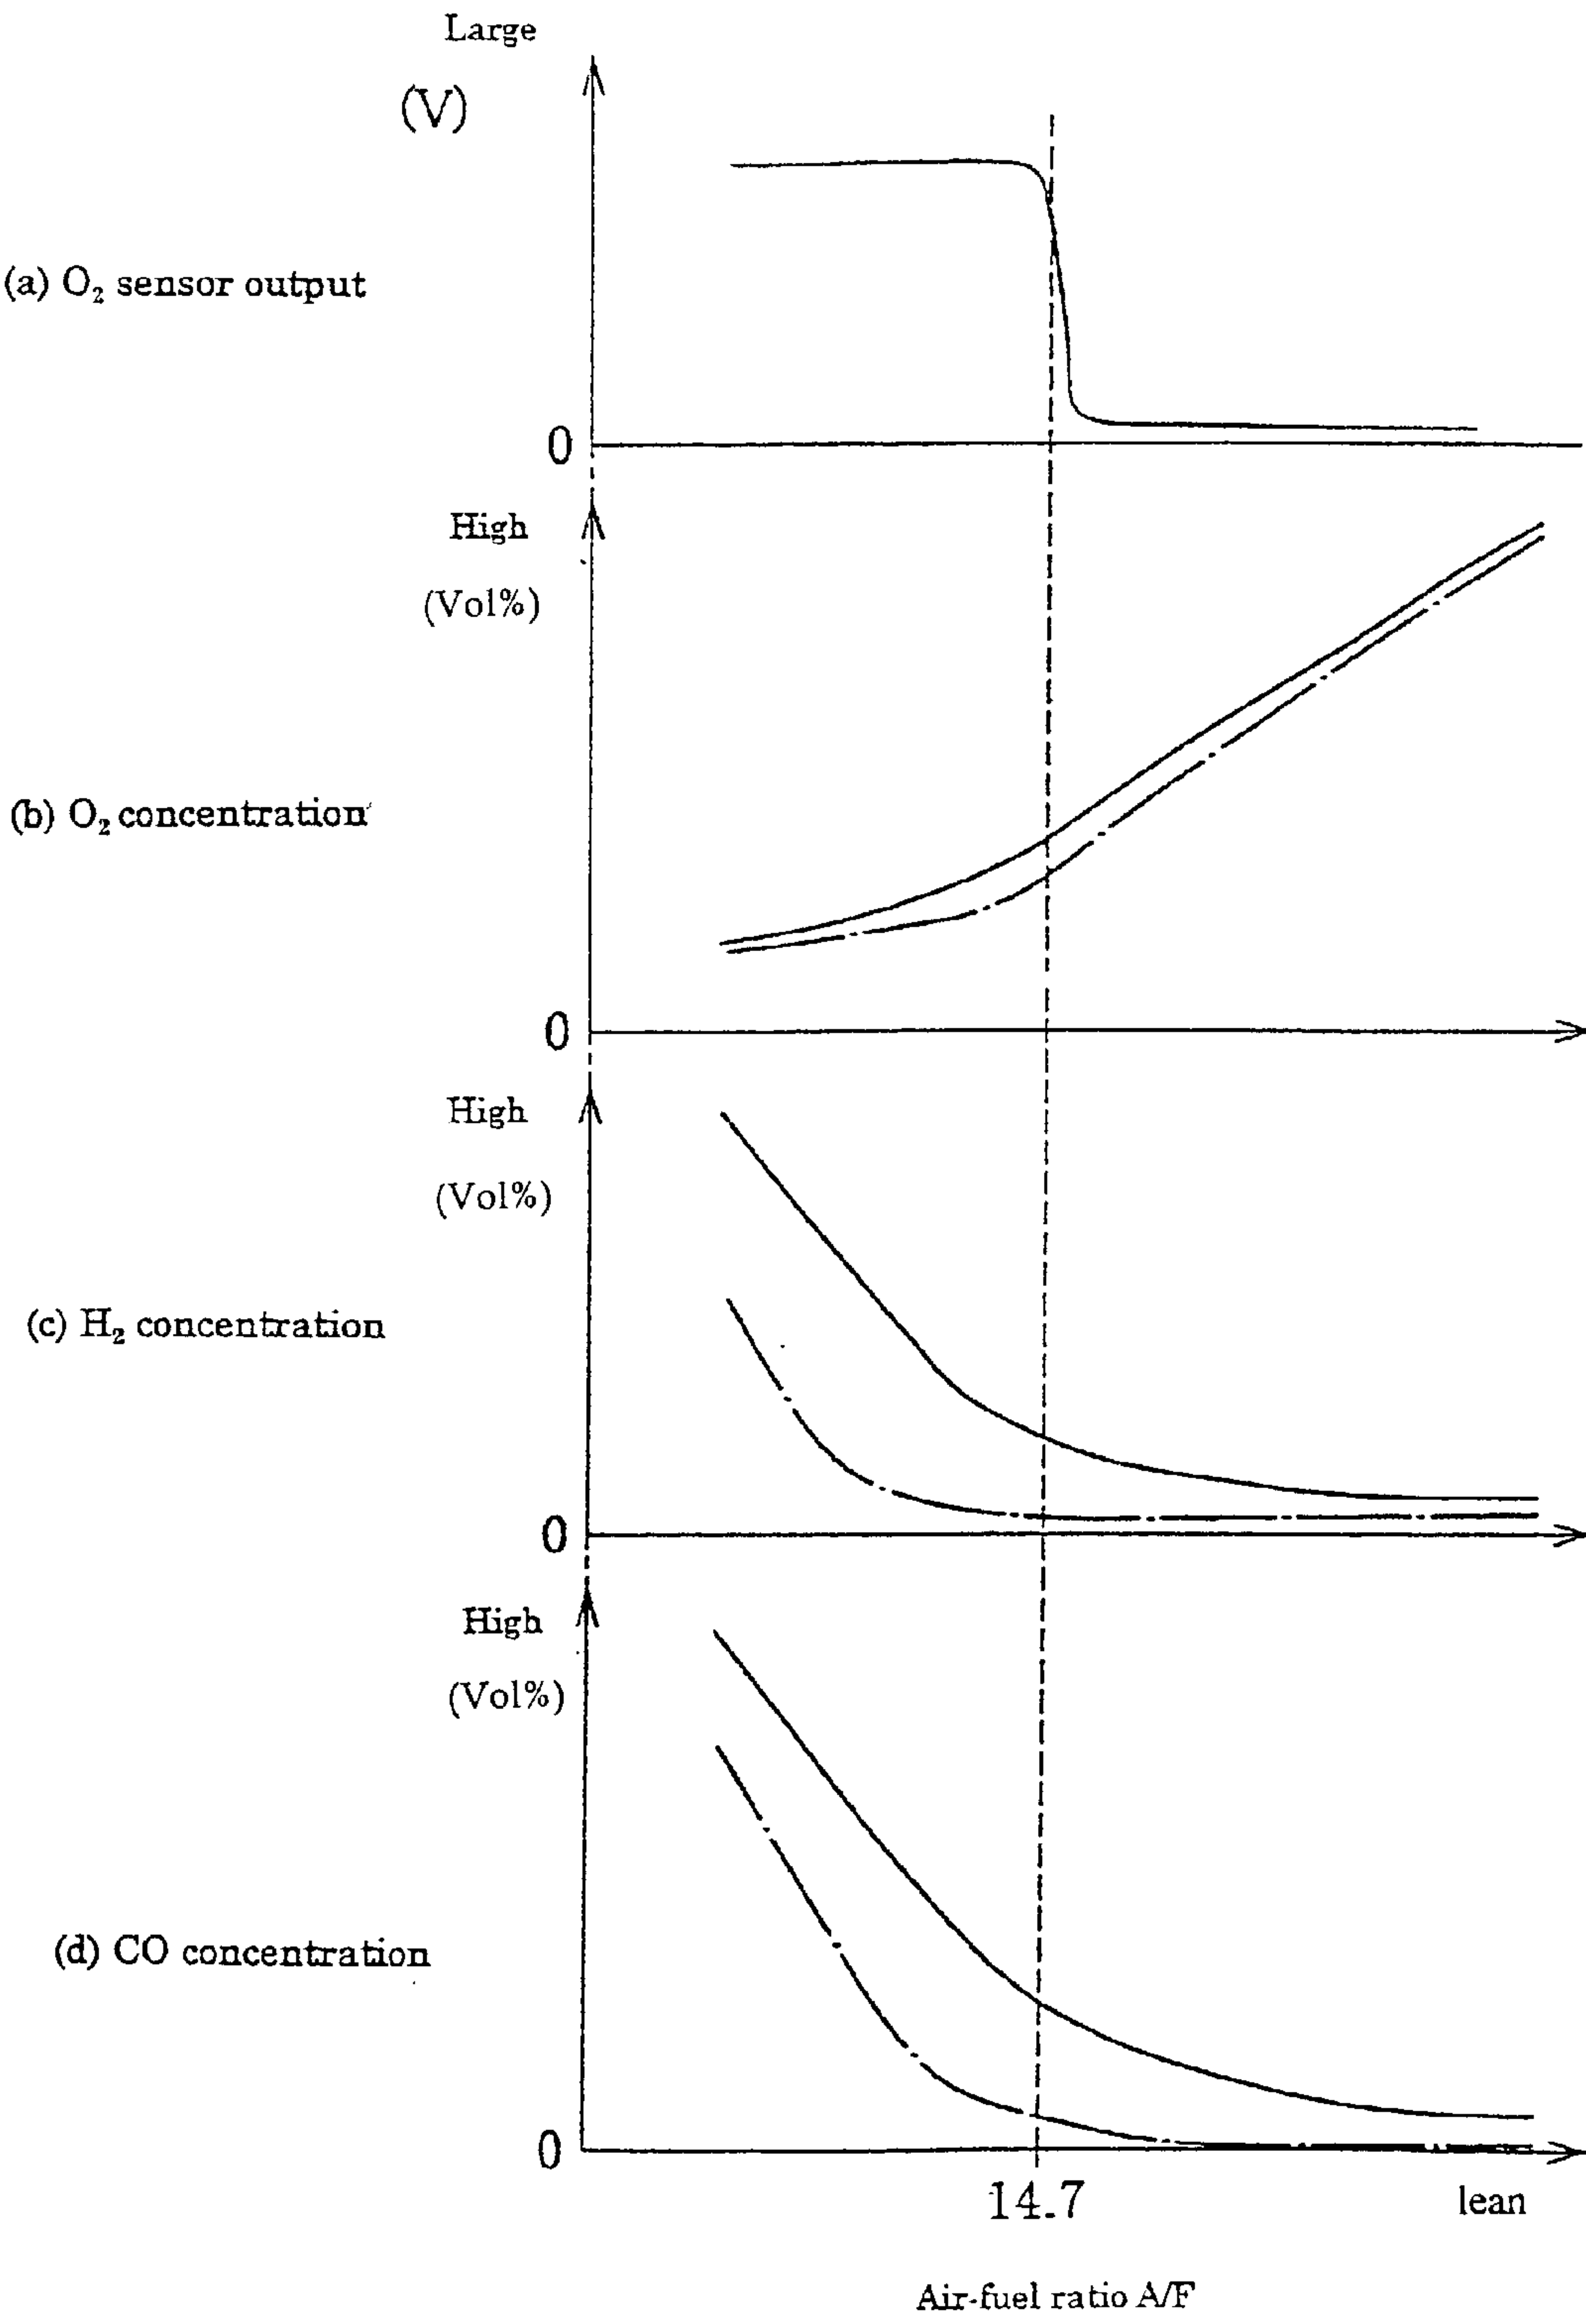 Large
(V)
(a) O₂ sensor output
0
High
(Vol%)
(b) O₂ concentration
0
High
(Vol%)
(c) H₂ concentration
0
High
(Vol%)
(d) CO concentration
0
14.7
lean
Air-fuel ratio A/F